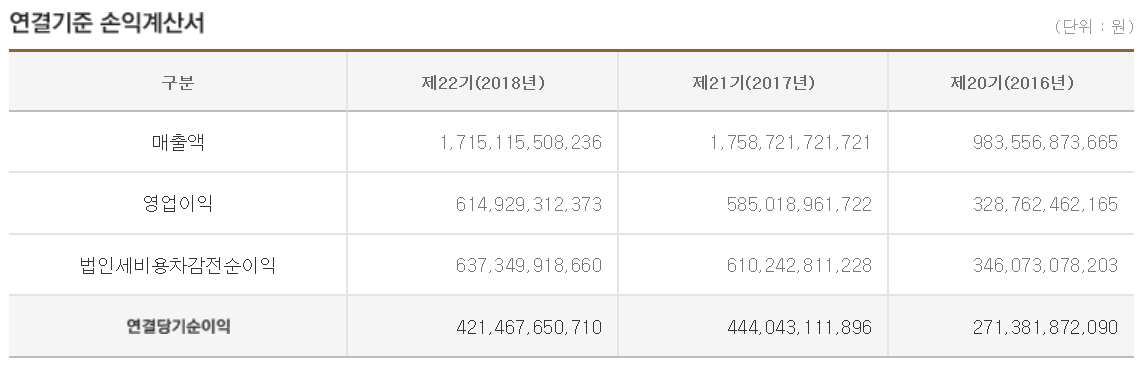 연결기준 손익계산서
(단위 : 원)
구분 제22기(2018년) 제21기(2017년) 제20기(2016년)
매출액 1,715,115,508,236 1,758,721,721,721 983,556,873,665
영업이익 614,929,312,373 585,018,961,722 328,762,462,165
법인세비용차감전순이익 637,349,918,660 610,242,811,228 346,073,078,203
연결당기순이익 421,467,650,710 444,043,111,896 271,381,872,090